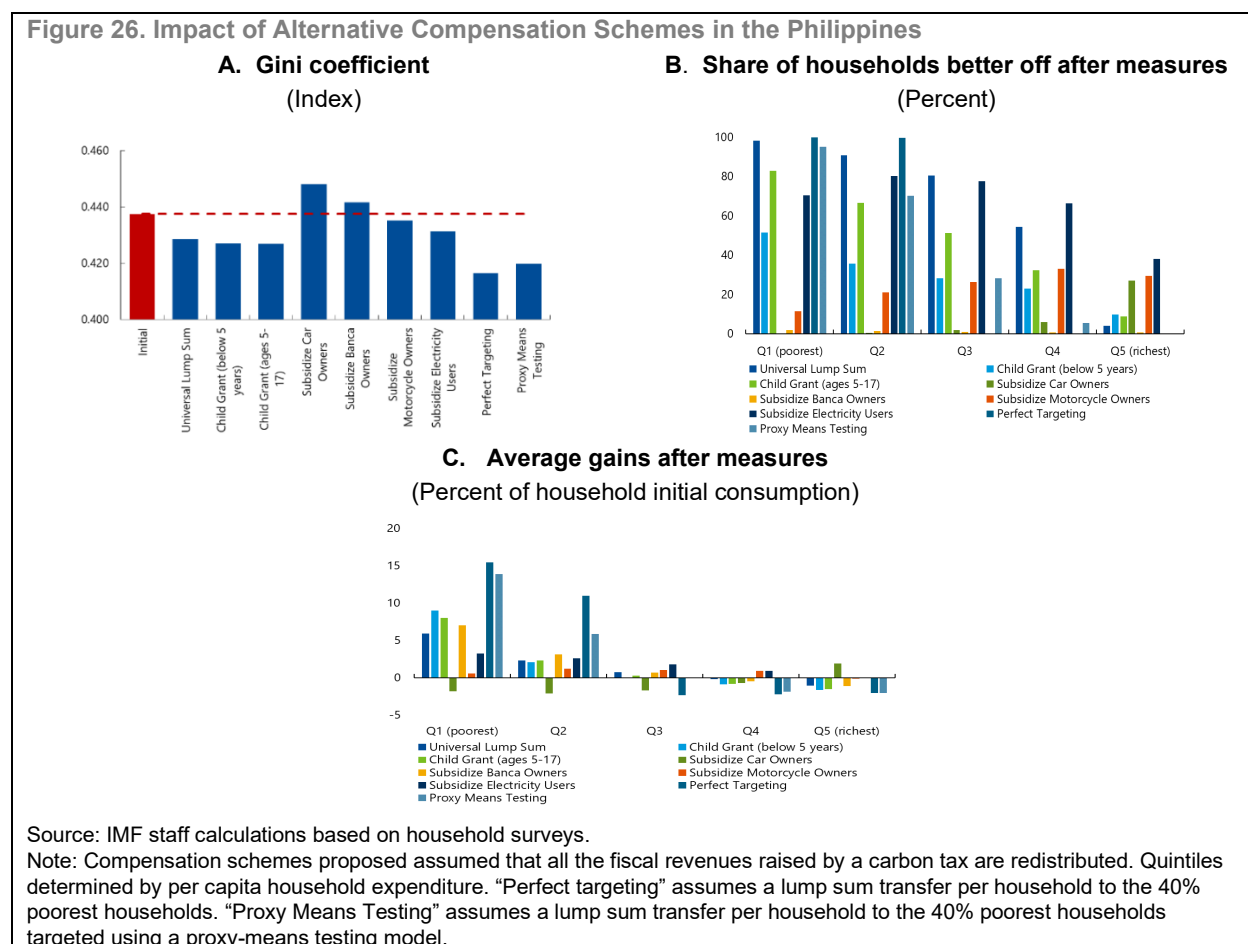 Figure 26. Impact of Alternative Compensation Schemes in the Philippines
A. Gini coefficient
(Index)
0.460
0.440
0.420
0.400
Initial
Universal Lump Sum
Child Grant (below 5
years)
Child Grant (ages 5-
17)
Subsidize Car
Owners
Subsidize Banca
Owners
Subsidize
Motorcycle Owners
Subsidize Electricity
Users
Perfect Targeting
Proxy Means
Testing
B. Share of households better off after measures
(Percent)
100
80
60
40
20
0
Q1 (poorest) Q2 Q3 Q4 Q5 (richest)
Universal Lump Sum Child Grant (below 5 years)
Child Grant (ages 5-17) Subsidize Car Owners
Subsidize Banca Owners Subsidize Motorcycle Owners
Subsidize Electricity Users Perfect Targeting
Proxy Means Testing
C. Average gains after measures
(Percent of household initial consumption)
20
15
10
5
0
-5
Q1 (poorest) Q2 Q3 Q4 Q5 (richest)
Universal Lump Sum Child Grant (below 5 years)
Child Grant (ages 5-17) Subsidize Car Owners
Subsidize Banca Owners Subsidize Motorcycle Owners
Subsidize Electricity Users Perfect Targeting
Proxy Means Testing
Source: IMF staff calculations based on household surveys.
Note: Compensation schemes proposed assumed that all the fiscal revenues raised by a carbon tax are redistributed. Quintiles
determined by per capita household expenditure. “Perfect targeting” assumes a lump sum transfer per household to the 40%
poorest households. “Proxy Means Testing” assumes a lump sum transfer per household to the 40% poorest households
targeted using a proxy-means testing model.